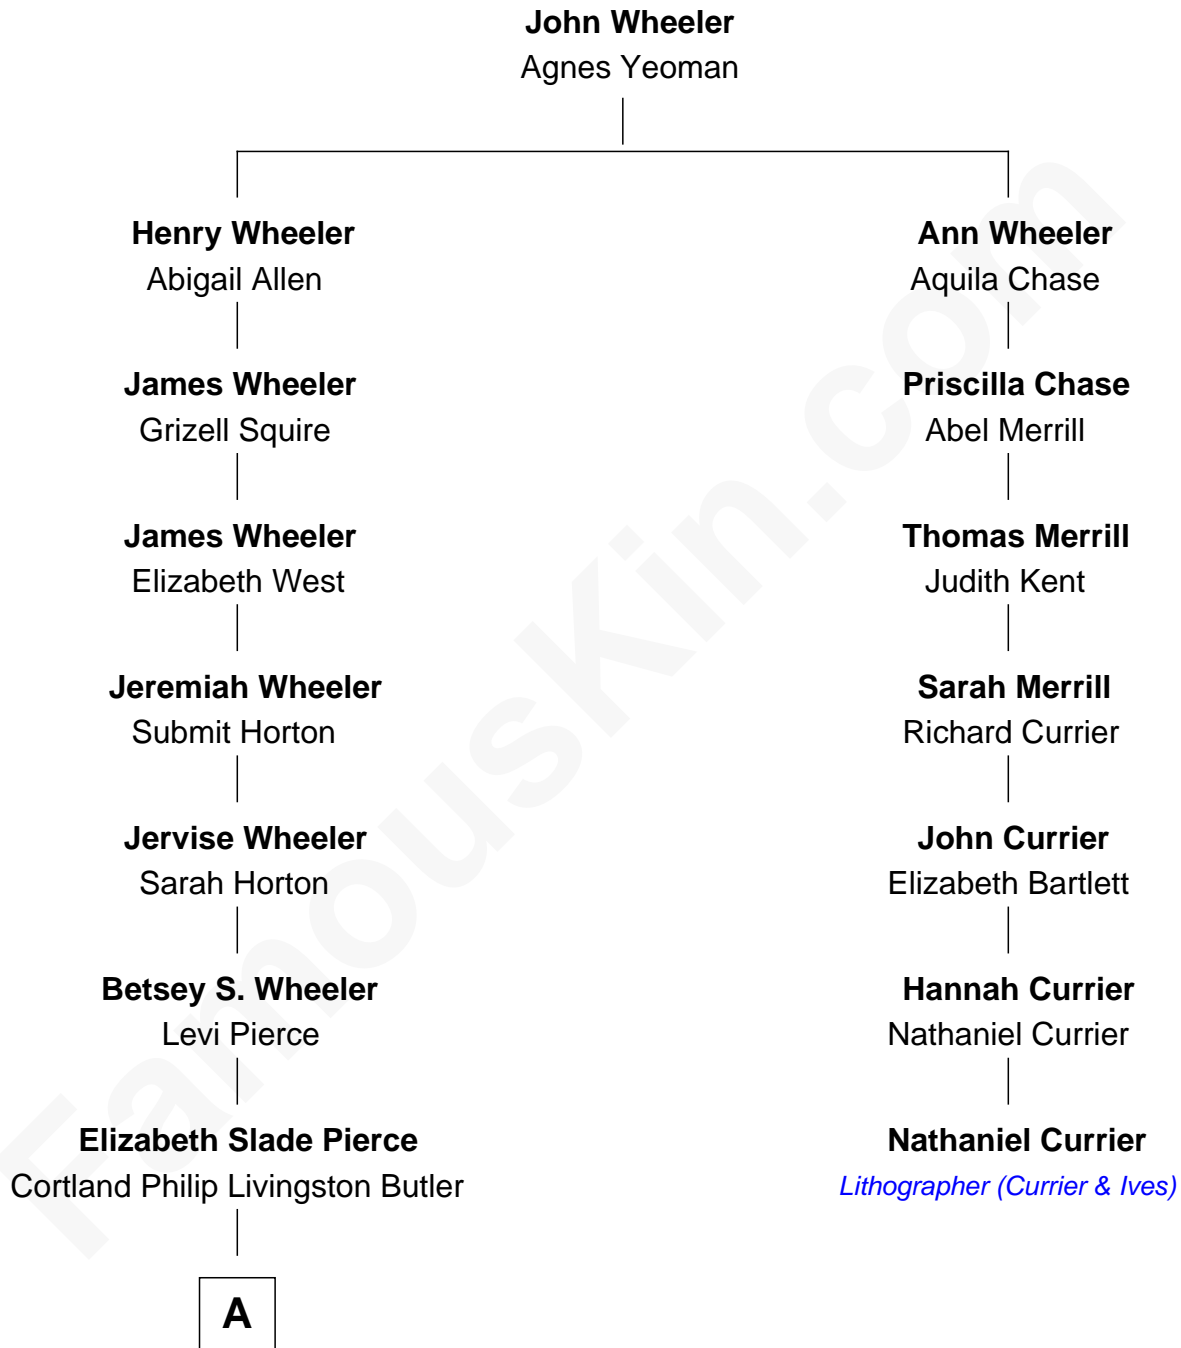 John Wheeler
Agnes Yeoman
Henry Wheeler
Abigail Allen
James Wheeler
Grizell Squire
James Wheeler
Elizabeth West
Jeremiah Wheeler
Submit Horton
Jervise Wheeler
Sarah Horton
Betsey S. Wheeler
Levi Pierce
Elizabeth Slade Pierce
Cortland Philip Livingston Butler
A
Ann Wheeler
Aquila Chase
Priscilla Chase
Abel Merrill
Thomas Merrill
Judith Kent
Sarah Merrill
Richard Currier
John Currier
Elizabeth Bartlett
Hannah Currier
Nathaniel Currier
Nathaniel Currier
Lithographer (Currier & Ives)
FamousKin.com